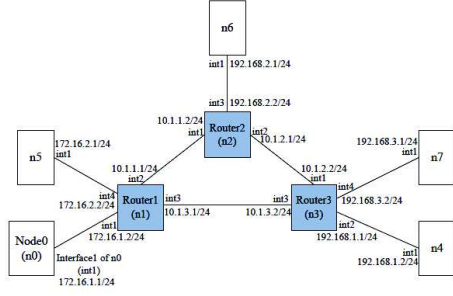 n6
int1 192.168.2.1/24
int3 192.168.2.2/24
10.1.1.2/24
int1
Router2
(n2)
int2
10.1.2.1/24
172.16.2.1/24
int1
n5
192.168.3.1/24
int1
n7
10.1.1.1/24
int2
10.1.2.2/24
int1
int4
172.16.2.2/24
Router1
(n1)
int3
10.1.3.1/24
int3
10.1.3.2/24
Router3
(n3)
int4
192.168.3.2/24
int1
172.16.1.2/24
int2
192.168.1.1/24
Node0
(n0)
Interface1 of n0
(int1)
172.16.1.1/24
int1
192.168.1.2/24
n4